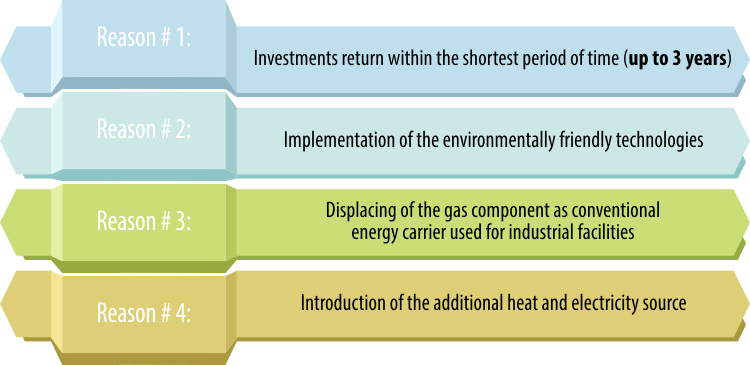 Reason # 1:
Investments return within the shortest period of time (up to 3 years)
Reason # 2:
Implementation of the environmentally friendly technologies
Reason # 3:
Displacing of the gas component as conventional
energy carrier used for industrial facilities
Reason # 4:
Introduction of the additional heat and electricity source